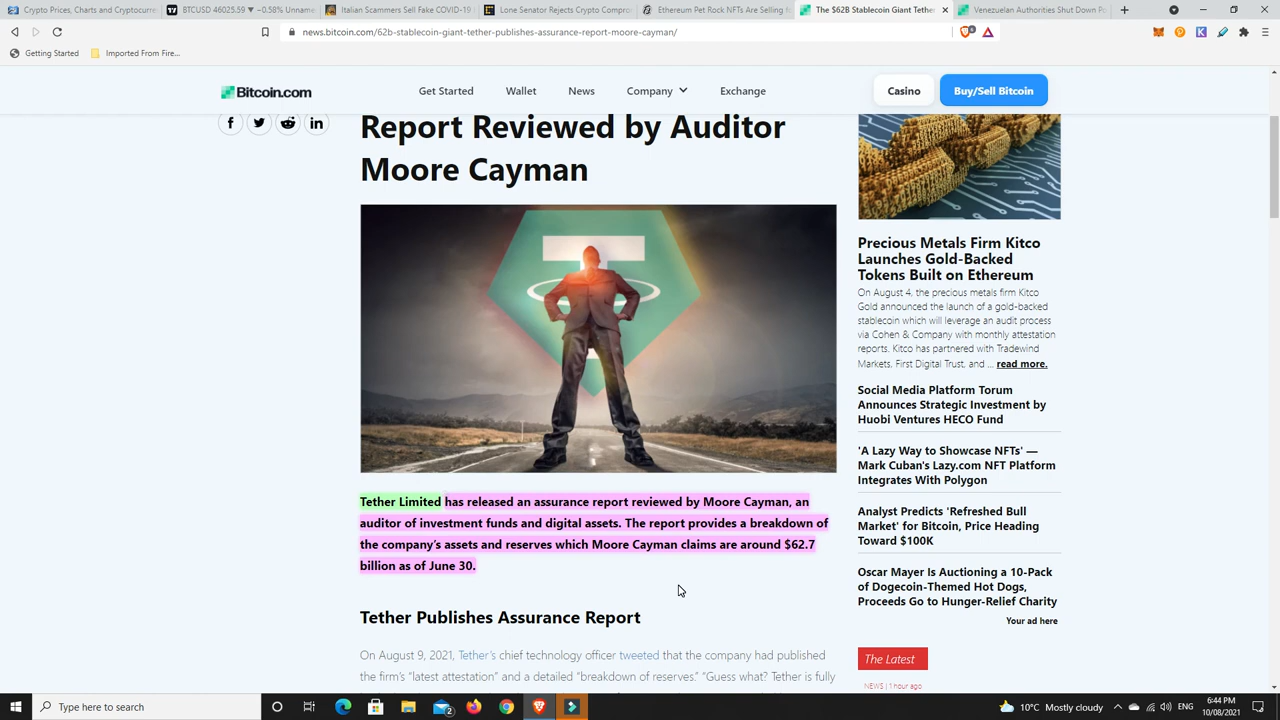 Crypto Prices, Charts and Cryptocurre
BTCUSD 46025.59 ▼ −0.58% Unname
Italian Scammers Sell Fake COVID-19
Lone Senator Rejects Crypto Compro
Ethereum Pet Rock NFTs Are Selling f
The $62B Stablecoin Giant Tether
Venezuelan Authorities Shut Down Po
news.bitcoin.com/62b-stablecoin-giant-tether-publishes-assurance-report-moore-cayman/
Getting Started
Imported From Fire...
Bitcoin.com
Get Started
Wallet
News
Company
Exchange
Casino
Buy/Sell Bitcoin
Report Reviewed by Auditor
Moore Cayman
Tether Limited has released an assurance report reviewed by Moore Cayman, an
auditor of investment funds and digital assets. The report provides a breakdown of
the company's assets and reserves which Moore Cayman claims are around $62.7
billion as of June 30.
Tether Publishes Assurance Report
On August 9, 2021, Tether's chief technology officer tweeted that the company had published
the firm's "latest attestation" and a detailed "breakdown of reserves." "Guess what? Tether is fully
Precious Metals Firm Kitco
Launches Gold-Backed
Tokens Built on Ethereum
On August 4, the precious metals firm Kitco
Gold announced the launch of a gold-backed
stablecoin which will leverage an audit process
via Cohen & Company with monthly attestation
reports. Kitco has partnered with Tradewind
Markets, First Digital Trust, and ... read more.
Social Media Platform Torum
Announces Strategic Investment by
Huobi Ventures HECO Fund
'A Lazy Way to Showcase NFTs' —
Mark Cuban's Lazy.com NFT Platform
Integrates With Polygon
Analyst Predicts 'Refreshed Bull
Market' for Bitcoin, Price Heading
Toward $100K
Oscar Mayer Is Auctioning a 10-Pack
of Dogecoin-Themed Hot Dogs,
Proceeds Go to Hunger-Relief Charity
Your ad here
The Latest
NEWS | 1 hour ago
Type here to search
10°C Mostly cloudy
ENG
6:44 PM
10/08/2021